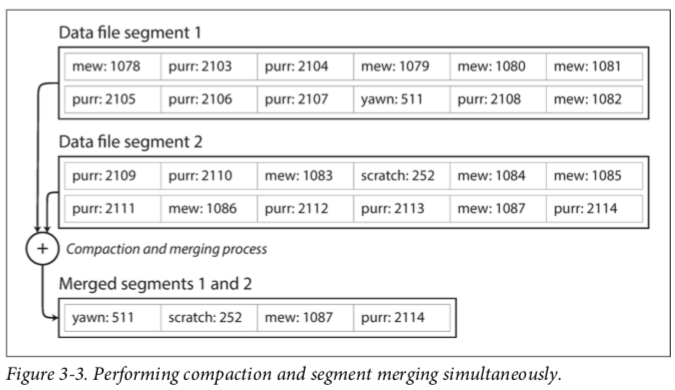 Data file segment 1
mew: 1078 purr: 2103 purr: 2104 mew: 1079 mew: 1080 mew: 1081
purr: 2105 purr: 2106 purr: 2107 yawn: 511 purr: 2108 mew: 1082
Data file segment 2
purr: 2109 purr: 2110 mew: 1083 scratch: 252 mew: 1084 mew: 1085
purr: 2111 mew: 1086 purr: 2112 purr: 2113 mew: 1087 purr: 2114
+ Compaction and merging process
Merged segments 1 and 2
yawn: 511 scratch: 252 mew: 1087 purr: 2114
Figure 3-3. Performing compaction and segment merging simultaneously.